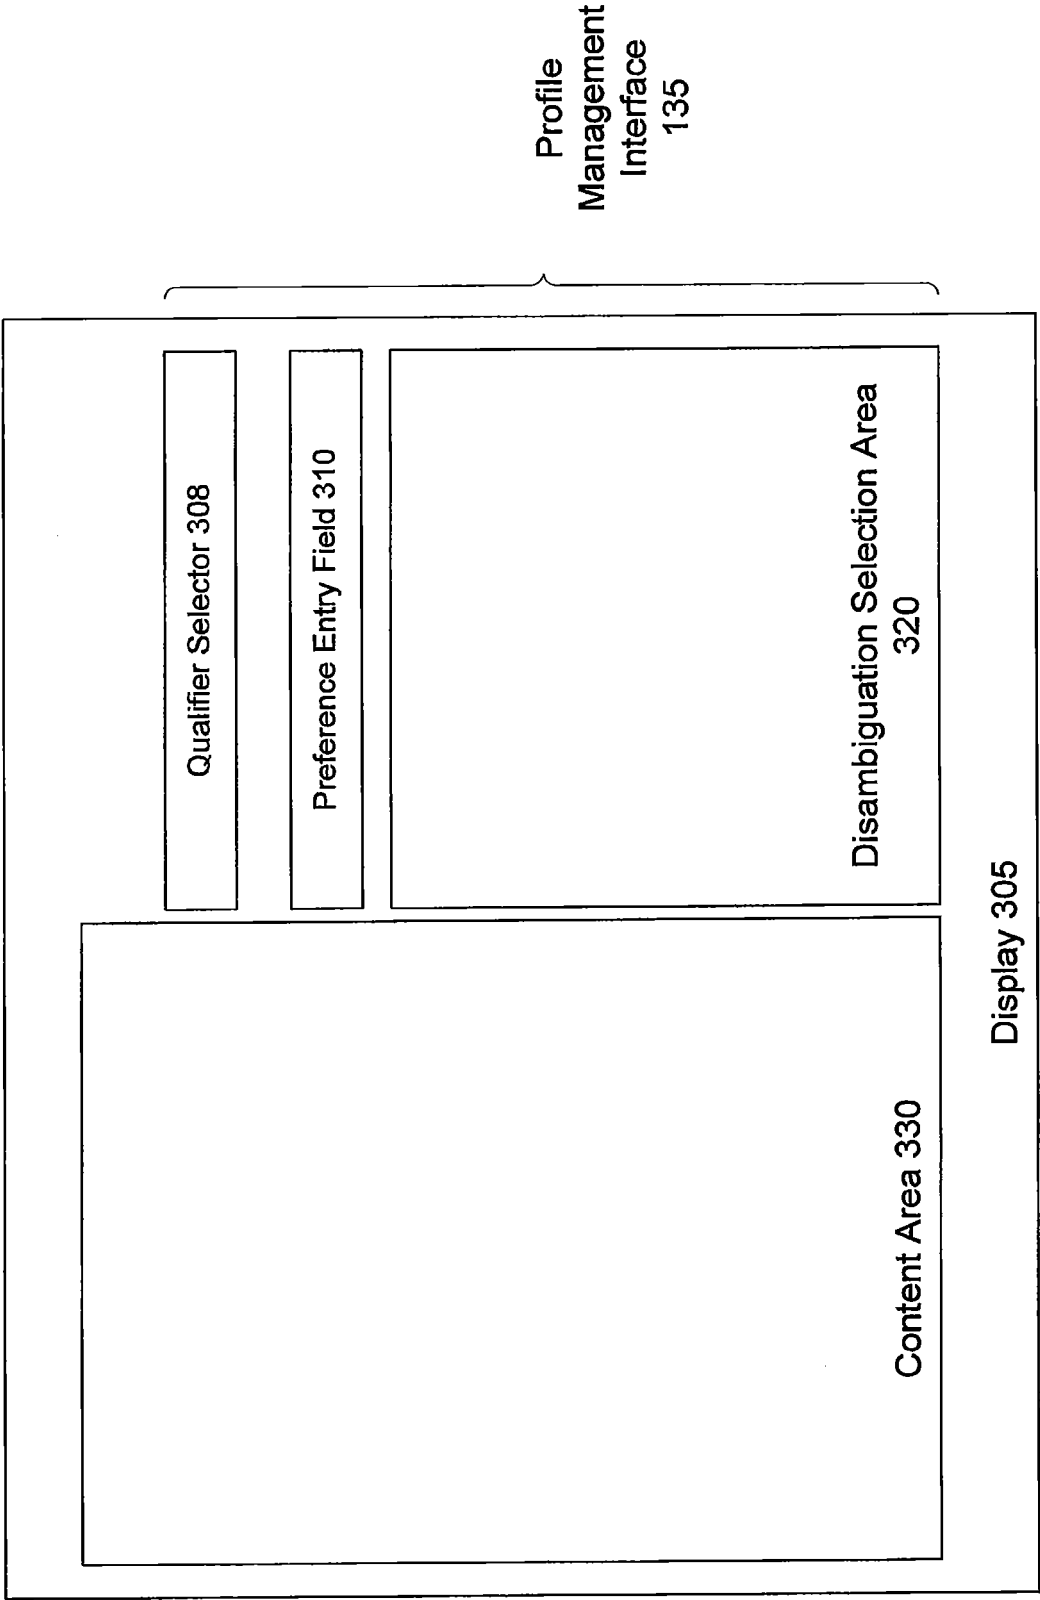 Qualifier Selector 308
Preference Entry Field 310
Disambiguation Selection Area
320
Content Area 330
Display 305
Profile
Management
Interface
135